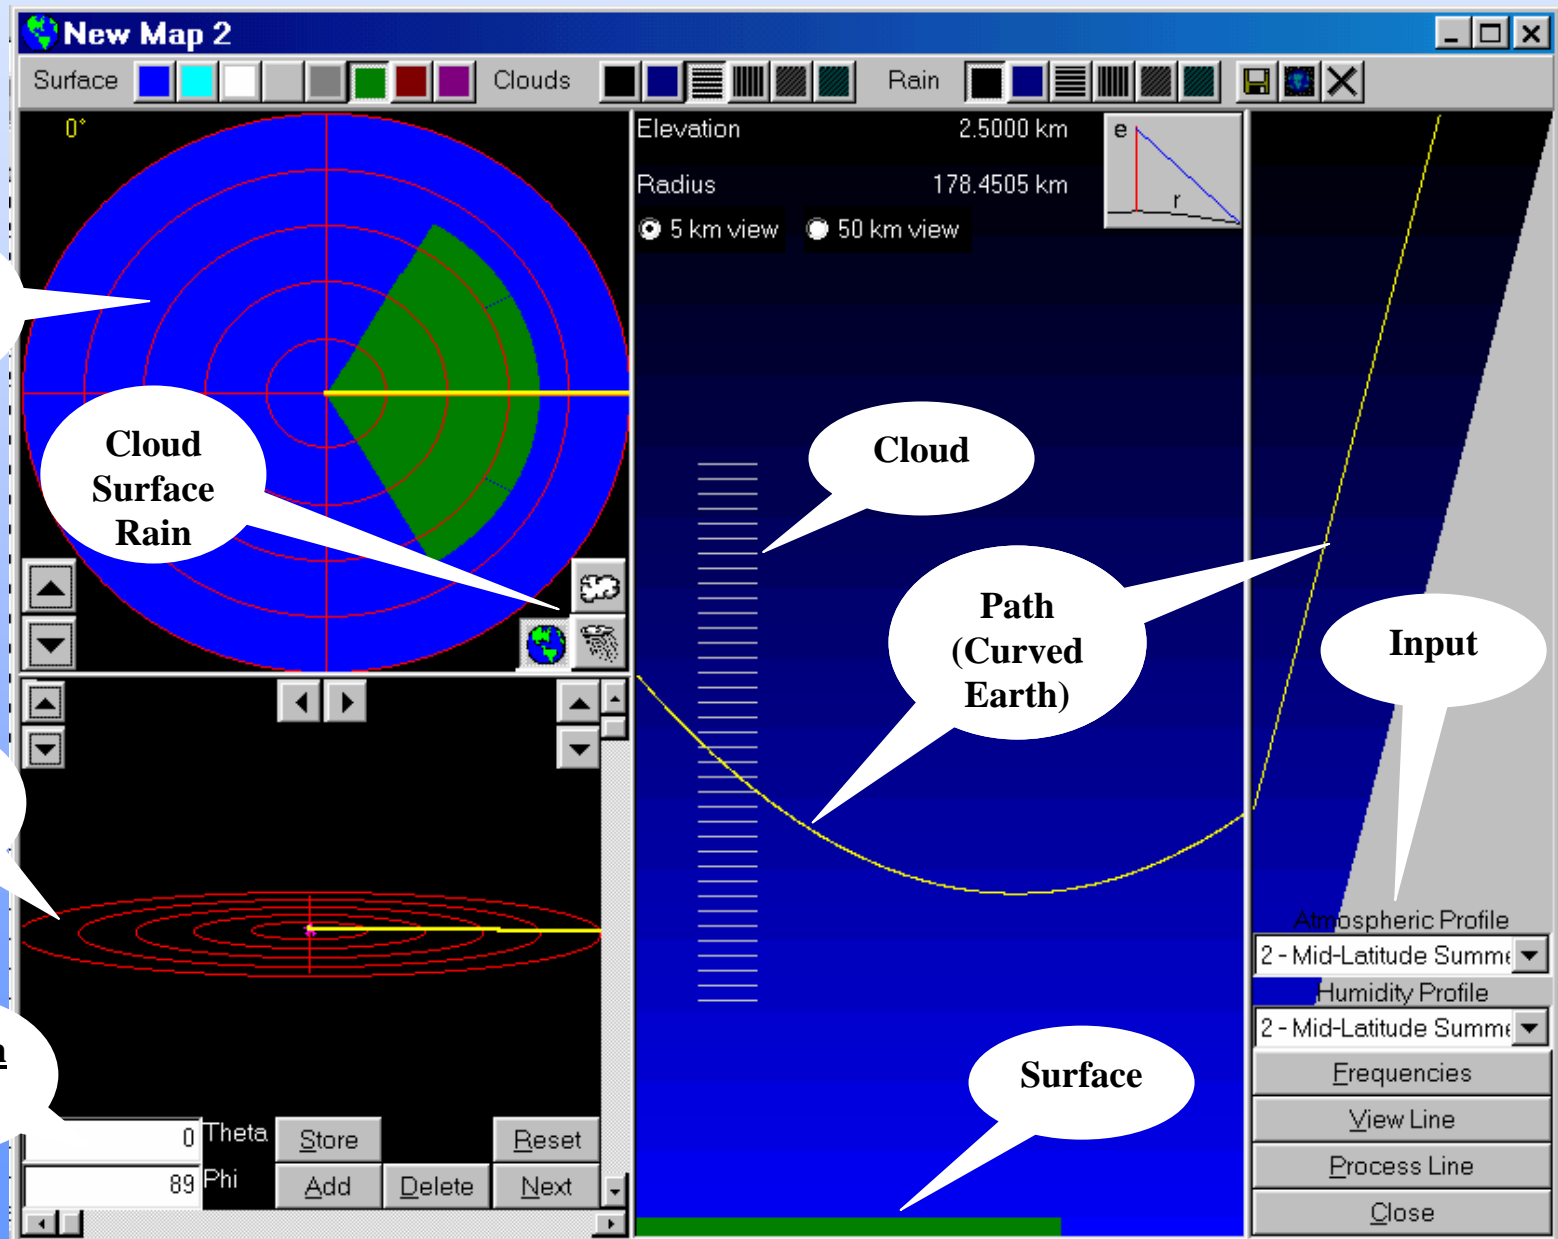 New Map 2
Surface Clouds Rain
0°
Elevation 2.5000 km
Radius 178.4505 km
5 km view 50 km view
e
r
Cloud
Surface
Rain
Cloud
Path
(Curved
Earth)
Input
Atmospheric Profile
2 - Mid-Latitude Summe
Humidity Profile
2 - Mid-Latitude Summe
Surface
Frequencies
View Line
Process Line
Close
0 Theta Store Reset
89 Phi Add Delete Next